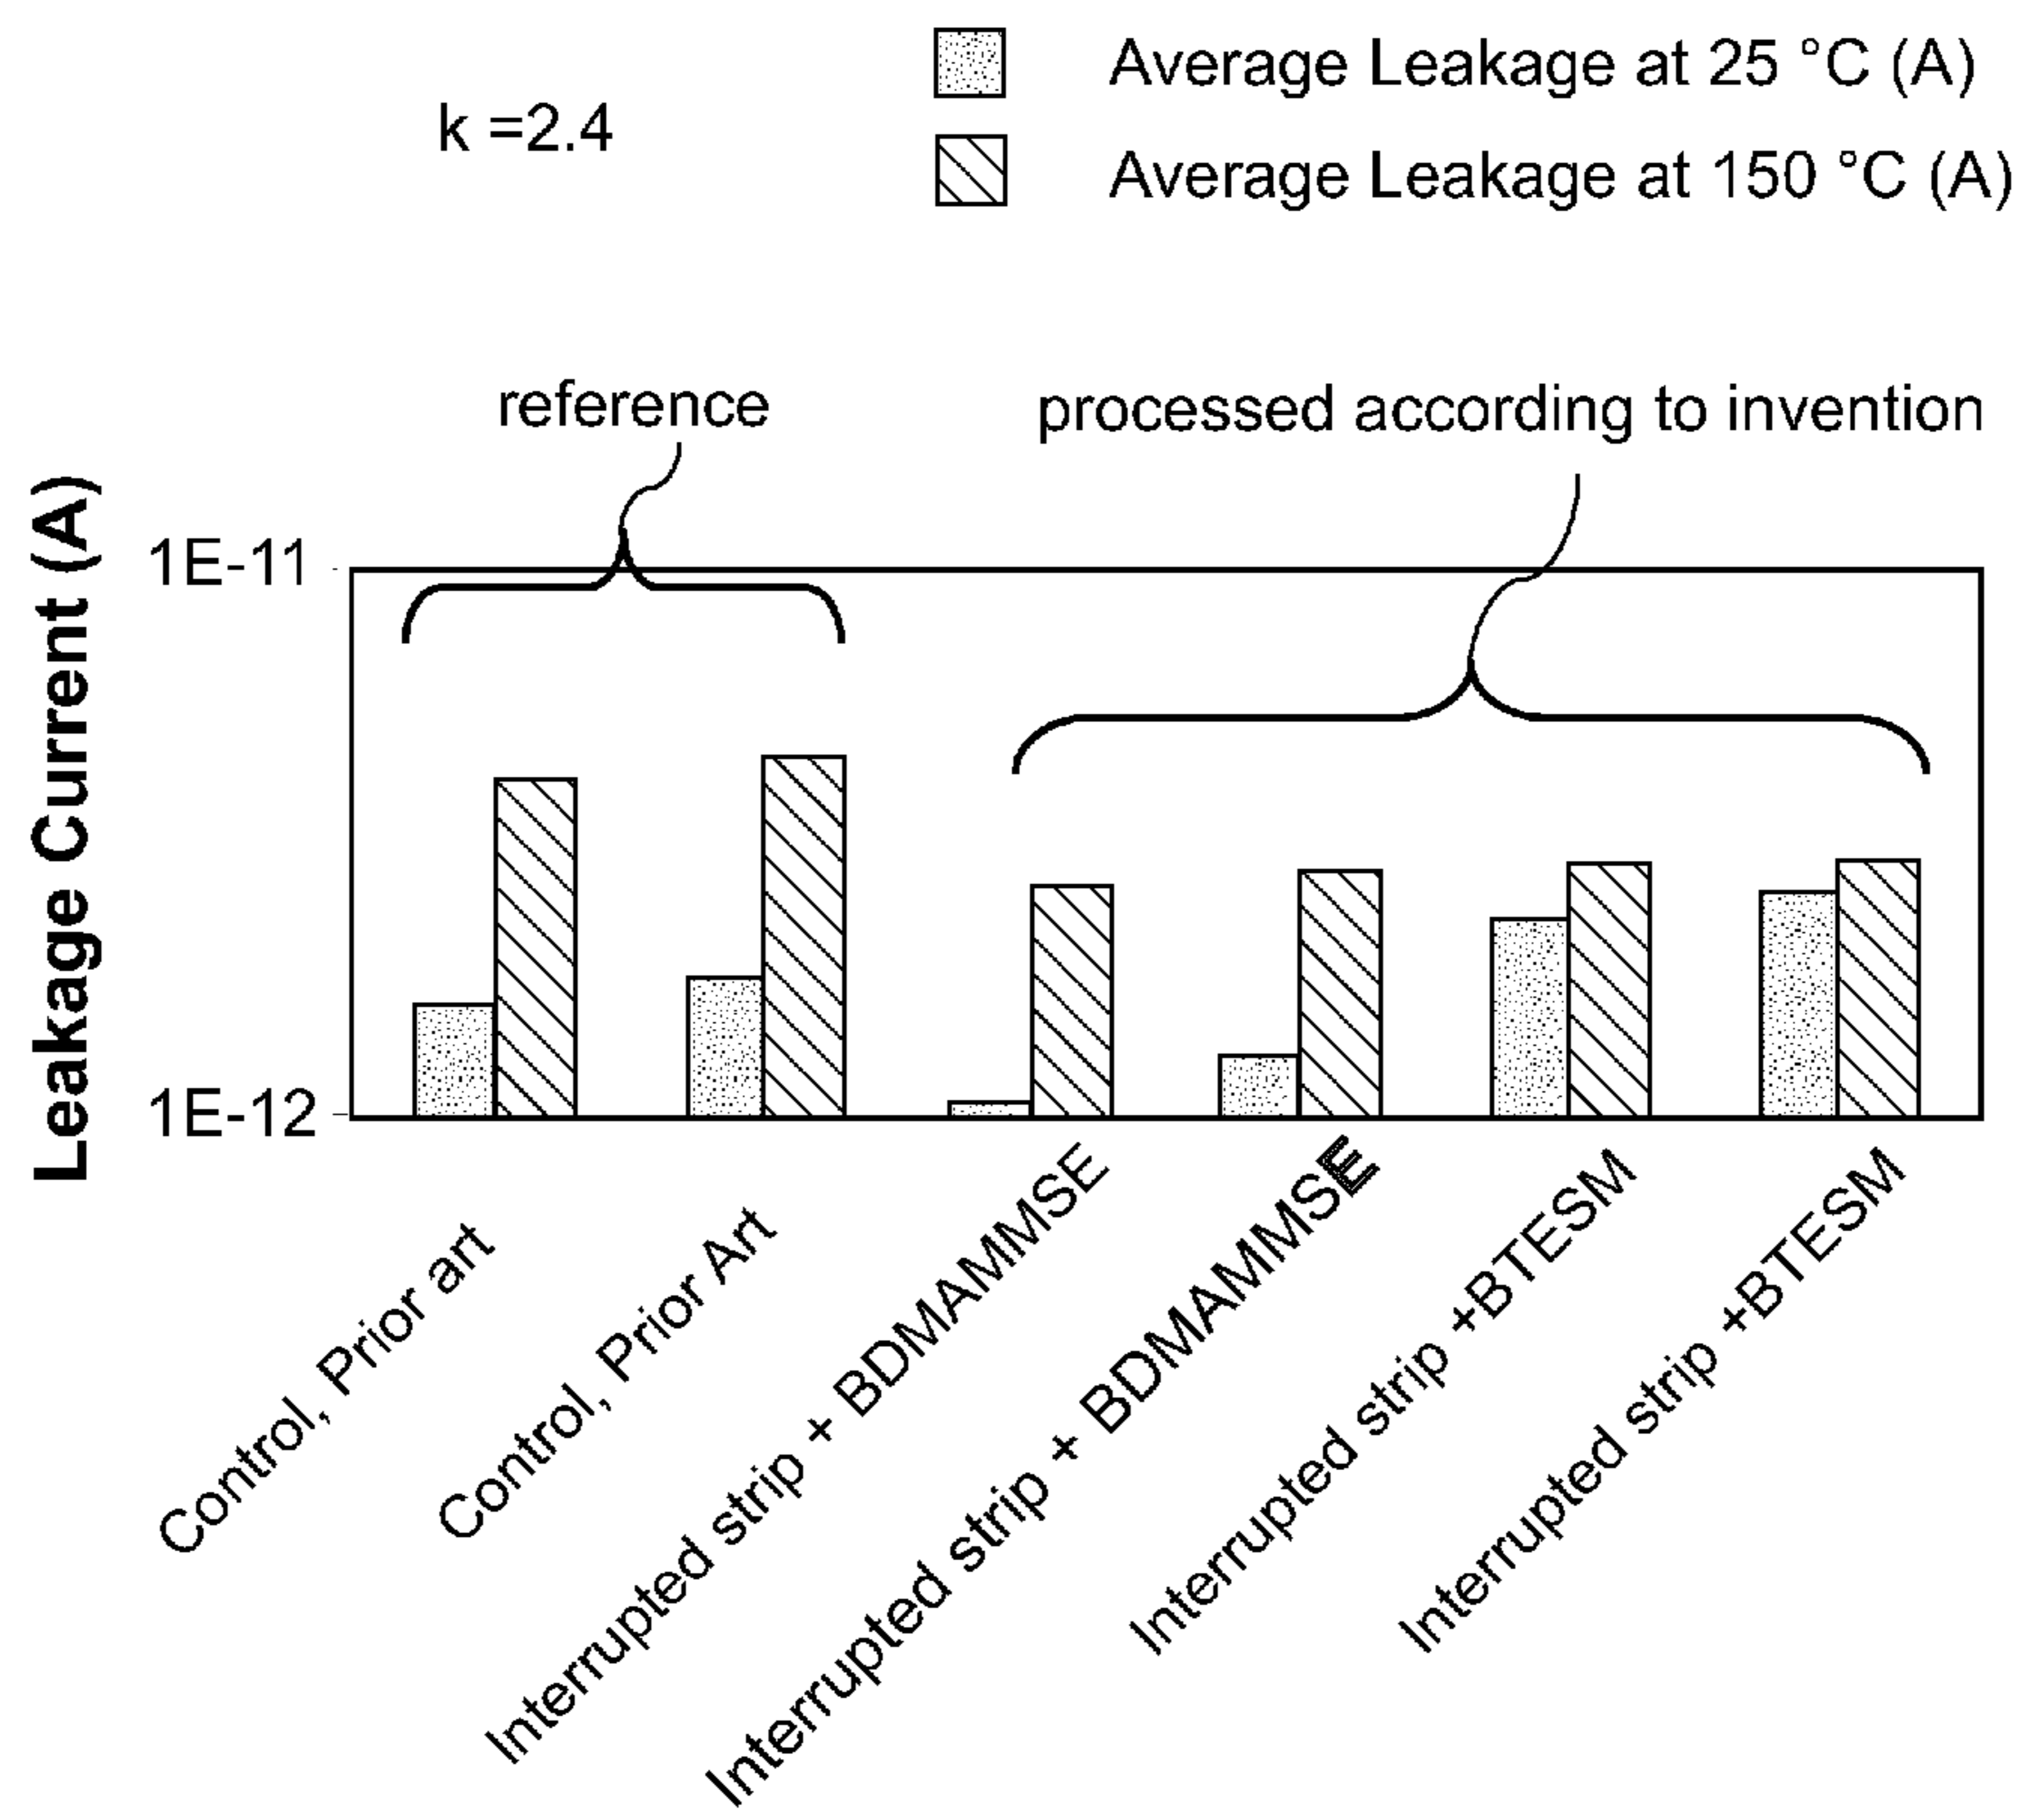 Average Leakage at 25 °C (A)
k =2.4
Average Leakage at 150 °C (A)
reference
processed according to invention
Leakage Current (A)
1E-11
1E-12
Control, Prior art
Control, Prior Art
Interrupted strip + BDMAMMSE
Interrupted strip + BDMAMMSE
Interrupted strip +BTESM
Interrupted strip +BTESM